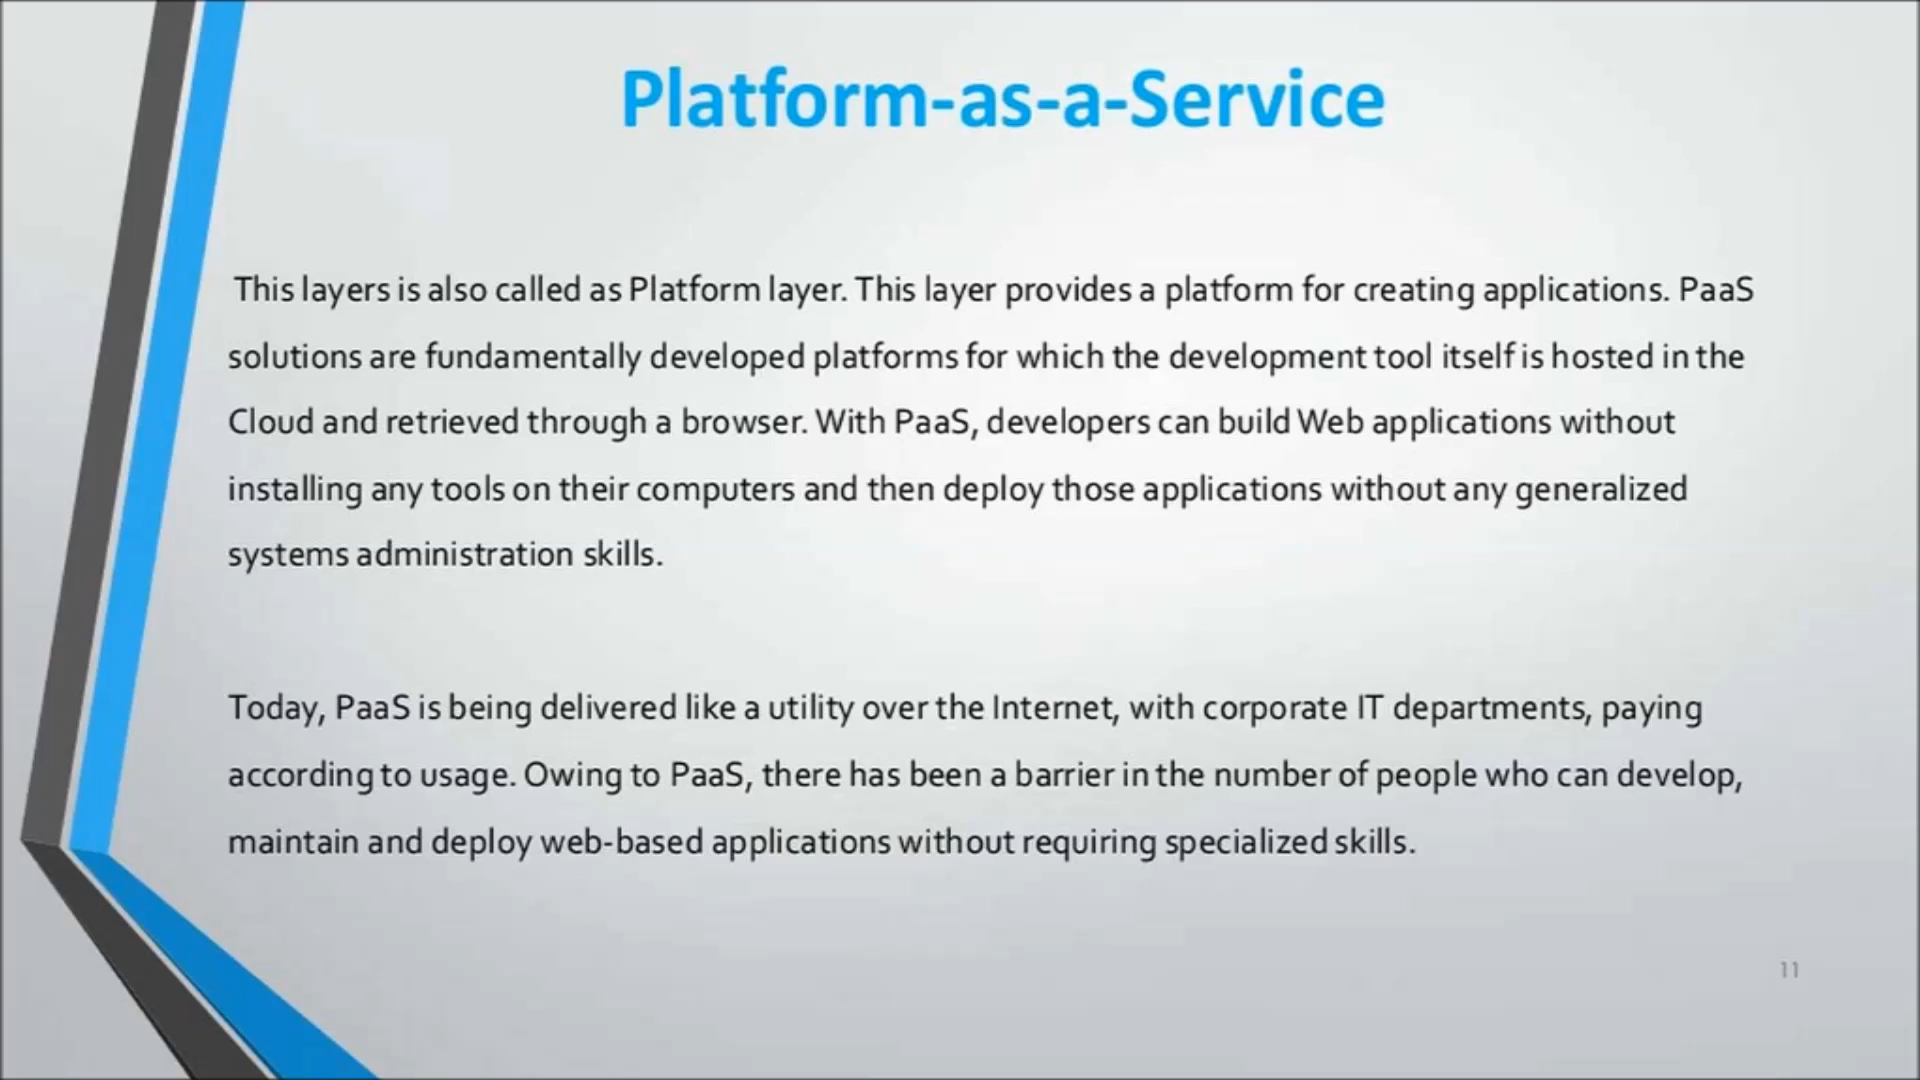 Platform-as-a-Service
This layers is also called as Platform layer. This layer provides a platform for creating applications. PaaS
solutions are fundamentally developed platforms for which the development tool itself is hosted in the
Cloud and retrieved through a browser. With PaaS, developers can build Web applications without
installing any tools on their computers and then deploy those applications without any generalized
systems administration skills.
Today, PaaS is being delivered like a utility over the Internet, with corporate IT departments, paying
according to usage. Owing to PaaS, there has been a barrier in the number of people who can develop,
maintain and deploy web-based applications without requiring specialized skills.
11